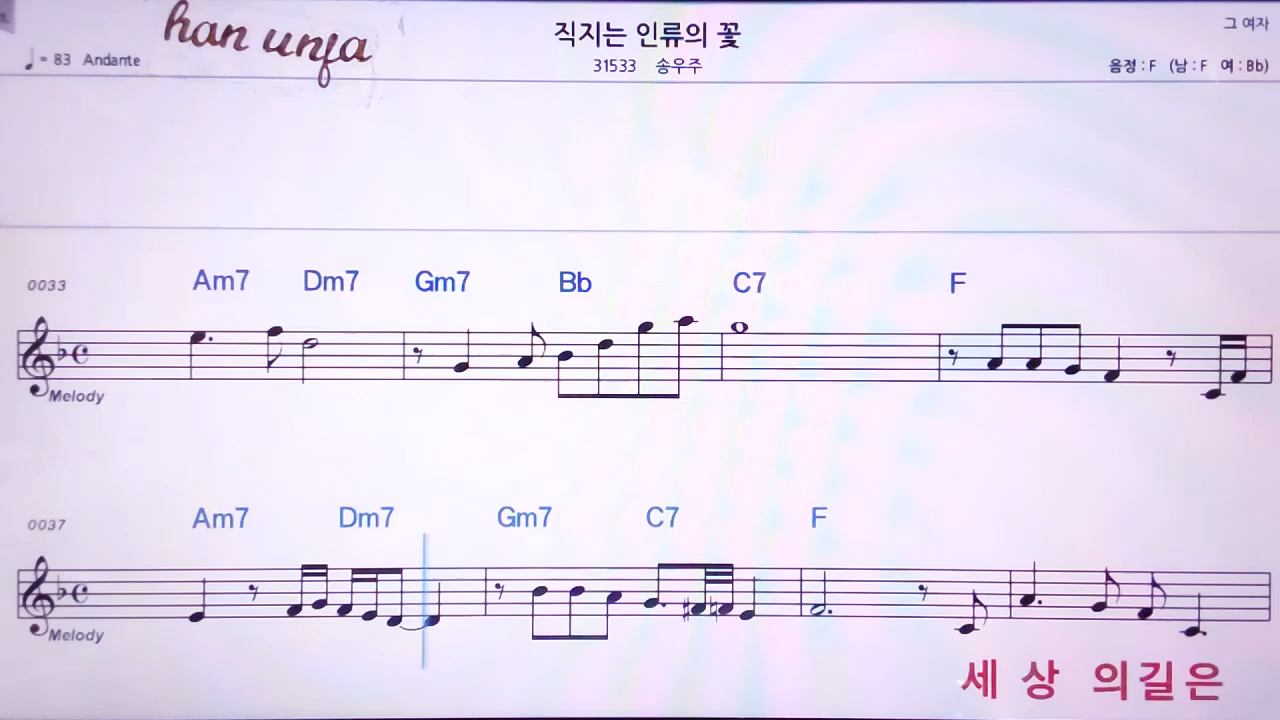 han unja
직지는 인류의 꽃
그 여자
♩= 83 Andante
31533 송우주
음정 : F (남 : F 여 : Bb)
0033 Am7 Dm7 Gm7 Bb C7 F
Melody
0037 Am7 Dm7 Gm7 C7 F
Melody
세 상 의길은